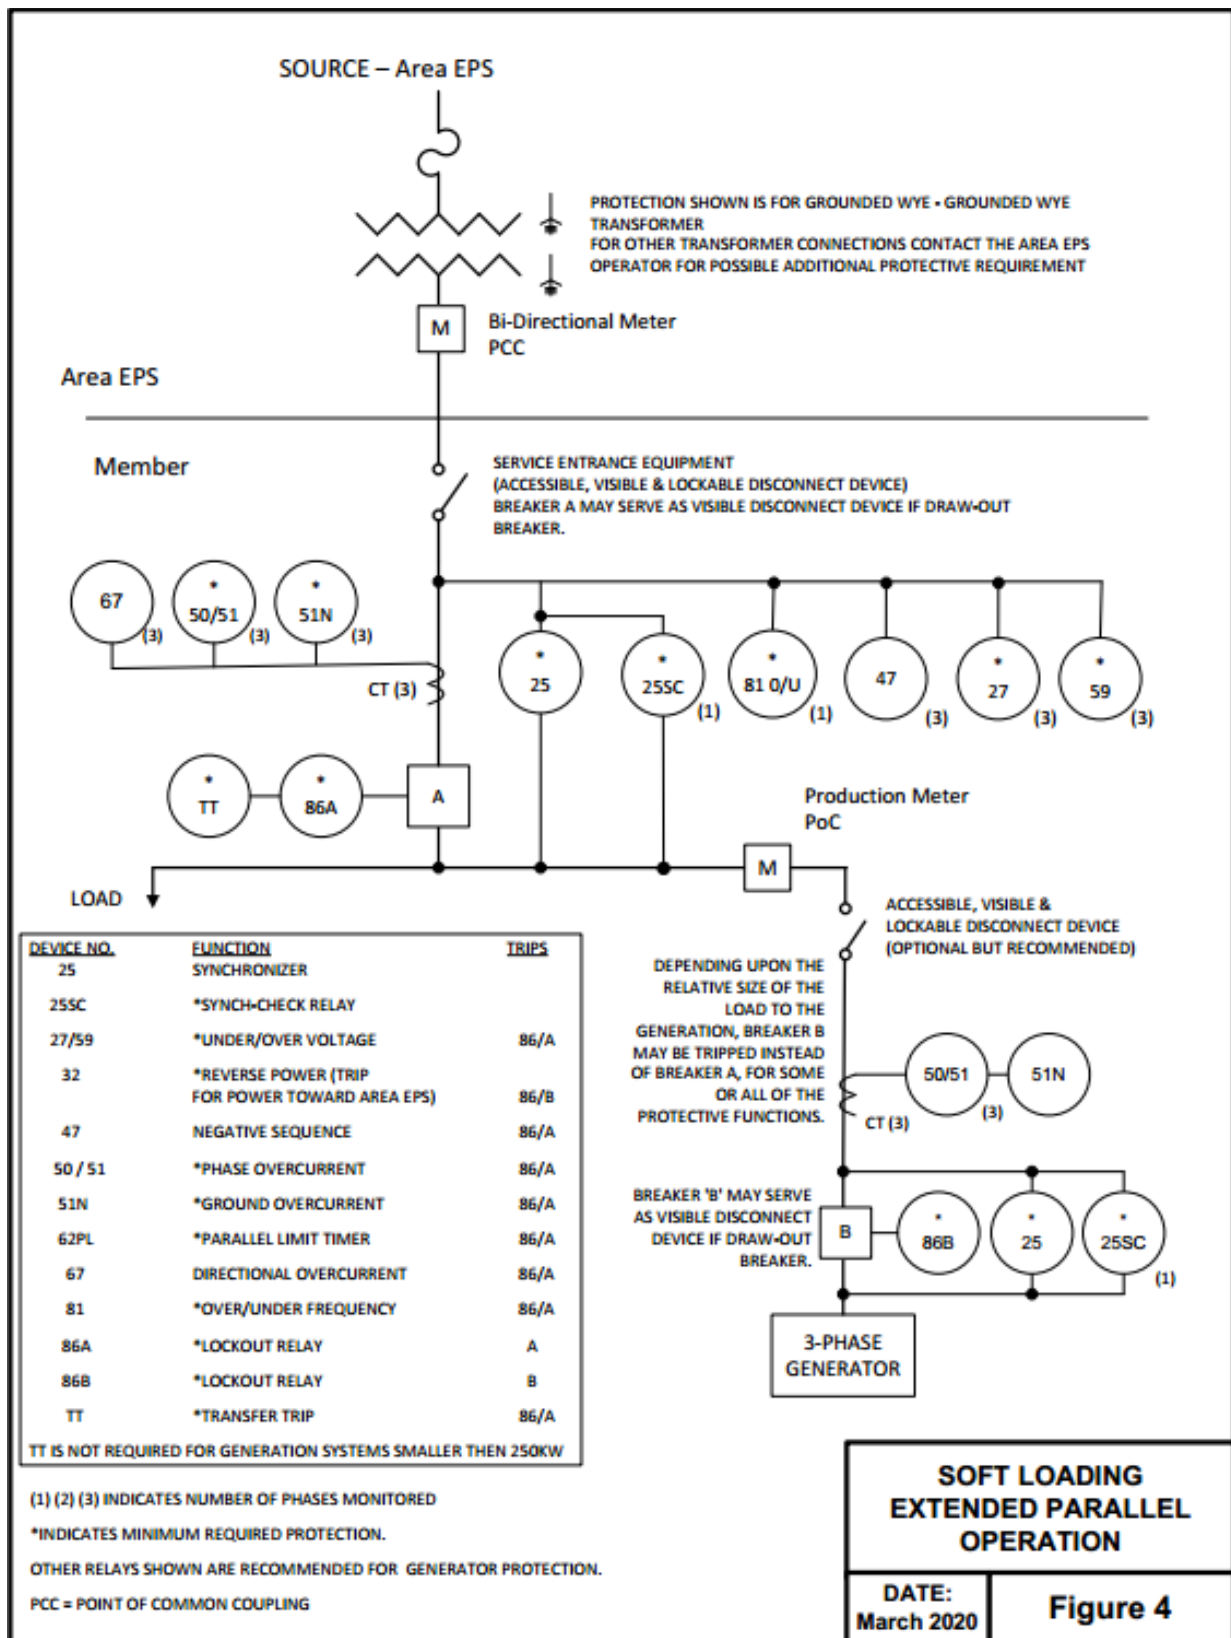 SOURCE – Area EPS
PROTECTION SHOWN IS FOR GROUNDED WYE - GROUNDED WYE
TRANSFORMER
FOR OTHER TRANSFORMER CONNECTIONS CONTACT THE AREA EPS
OPERATOR FOR POSSIBLE ADDITIONAL PROTECTIVE REQUIREMENT
M
Bi-Directional Meter
PCC
Area EPS
Member
SERVICE ENTRANCE EQUIPMENT
(ACCESSIBLE, VISIBLE & LOCKABLE DISCONNECT DEVICE)
BREAKER A MAY SERVE AS VISIBLE DISCONNECT DEVICE IF DRAW-OUT
BREAKER.
67
(3)
*
50/51
(3)
*
51N
(3)
CT (3)
*
25
*
25SC
(1)
*
81 0/U
(1)
47
(3)
*
27
(3)
*
59
(3)
*
TT
*
86A
A
Production Meter
PoC
M
LOAD
ACCESSIBLE, VISIBLE &
LOCKABLE DISCONNECT DEVICE
(OPTIONAL BUT RECOMMENDED)
DEPENDING UPON THE
RELATIVE SIZE OF THE
LOAD TO THE
GENERATION, BREAKER B
MAY BE TRIPPED INSTEAD
OF BREAKER A, FOR SOME
OR ALL OF THE
PROTECTIVE FUNCTIONS.
50/51
(3)
51N
CT (3)
BREAKER 'B' MAY SERVE
AS VISIBLE DISCONNECT
DEVICE IF DRAW-OUT
BREAKER.
B
*
86B
*
25
*
25SC
(1)
3-PHASE
GENERATOR
DEVICE NO. FUNCTION TRIPS
25 SYNCHRONIZER
25SC *SYNCH-CHECK RELAY
27/59 *UNDER/OVER VOLTAGE 86/A
32 *REVERSE POWER (TRIP
FOR POWER TOWARD AREA EPS) 86/B
47 NEGATIVE SEQUENCE 86/A
50 / 51 *PHASE OVERCURRENT 86/A
51N *GROUND OVERCURRENT 86/A
62PL *PARALLEL LIMIT TIMER 86/A
67 DIRECTIONAL OVERCURRENT 86/A
81 *OVER/UNDER FREQUENCY 86/A
86A *LOCKOUT RELAY A
86B *LOCKOUT RELAY B
TT *TRANSFER TRIP 86/A
TT IS NOT REQUIRED FOR GENERATION SYSTEMS SMALLER THEN 250KW
(1) (2) (3) INDICATES NUMBER OF PHASES MONITORED
*INDICATES MINIMUM REQUIRED PROTECTION.
OTHER RELAYS SHOWN ARE RECOMMENDED FOR GENERATOR PROTECTION.
PCC = POINT OF COMMON COUPLING
SOFT LOADING
EXTENDED PARALLEL
OPERATION
DATE:
March 2020
Figure 4